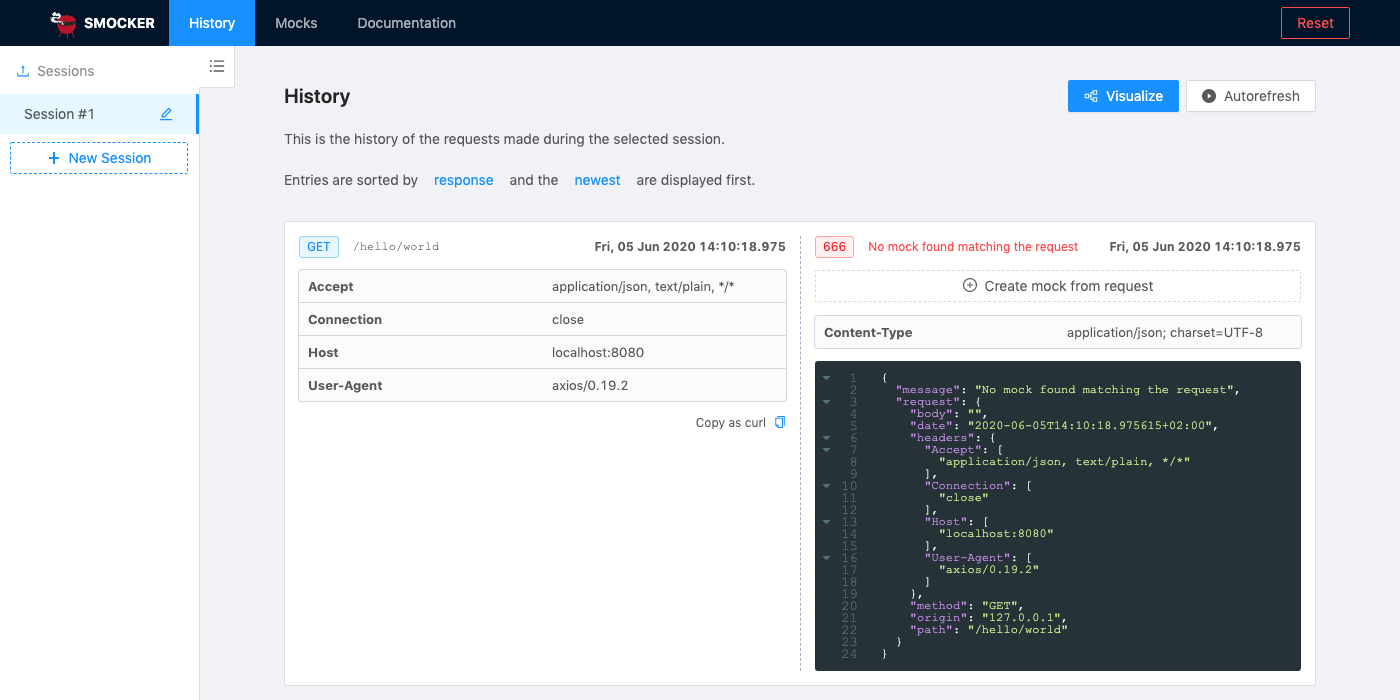 SMOCKER
History
Mocks
Documentation
Reset
Sessions
Session #1
New Session
History
Visualize
Autorefresh
This is the history of the requests made during the selected session.
Entries are sorted by response and the newest are displayed first.
GET /hello/world Fri, 05 Jun 2020 14:10:18.975
Accept application/json, text/plain, */*
Connection close
Host localhost:8080
User-Agent axios/0.19.2
Copy as curl
666 No mock found matching the request Fri, 05 Jun 2020 14:10:18.975
Create mock from request
Content-Type application/json; charset=UTF-8
1 {
2 "message": "No mock found matching the request",
3 "request": {
4 "body": "",
5 "date": "2020-06-05T14:10:18.975615+02:00",
6 "headers": {
7 "Accept": [
8 "application/json, text/plain, */*"
9 ],
10 "Connection": [
11 "close"
12 ],
13 "Host": [
14 "localhost:8080"
15 ],
16 "User-Agent": [
17 "axios/0.19.2"
18 ]
19 },
20 "method": "GET",
21 "origin": "127.0.0.1",
22 "path": "/hello/world"
23 }
24 }